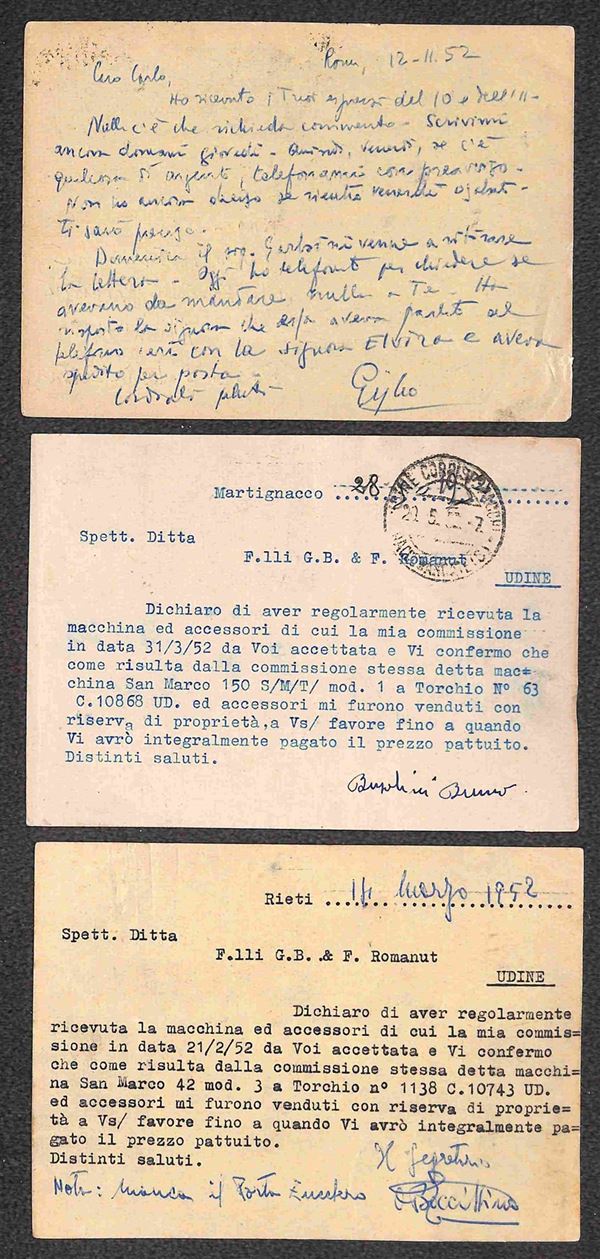 Roma, 12-11.52
Caro Carlo,
Ho ricevuto i Tuoi espressi del 10 e dell'11-
Nulla c'è che richieda commento - Scrivimi
ancora domani giovedì - Quindi, venerdì, se c'è
qualcosa di urgente, telefonami con preavviso.
Non ho ancora deciso se rientro venerdì o sabato -
Ti sarò preciso.
Domenica il sog. venne a ritirare
la lettera - Oggi ho telefonato per chiedere se
avevano da mandare nulla a Te. Ha
risposto la signora che essa aveva parlato al
telefono ieri con la signora Elvira e aveva
spedito per posta -
Cordiali saluti
Martignacco 28
Spett. Ditta
F.lli G.B. & F. Romanut
UDINE
Dichiaro di aver regolarmente ricevuta la
macchina ed accessori di cui la mia commissione
in data 31/3/52 da Voi accettata e Vi confermo che
come risulta dalla commissione stessa detta mac=
china San Marco 150 S/M/T/ mod. 1 a Torchio N° 63
C.10868 UD. ed accessori mi furono venduti con
riserva di proprietà,a Vs/ favore fino a quando
Vi avrò integralmente pagato il prezzo pattuito.
Distinti saluti.
Bruno
Rieti 14 Marzo 1952
Spett. Ditta
F.lli G.B. & F. Romanut
UDINE
Dichiaro di aver regolarmente
ricevuta la macchina ed accessori di cui la mia commis=
sione in data 21/2/52 da Voi accettata e Vi confermo
che come risulta dalla commissione stessa detta macchi=
na San Marco 42 mod. 3 a Torchio n° 1138 C.10743 UD.
ed accessori mi furono venduti con riserva di proprie=
tà a Vs/ favore fino a quando Vi avrò integralmente pa=
gato il prezzo pattuito.
Distinti saluti.
Il Segretario
Nota: manca il Porta Zucchero